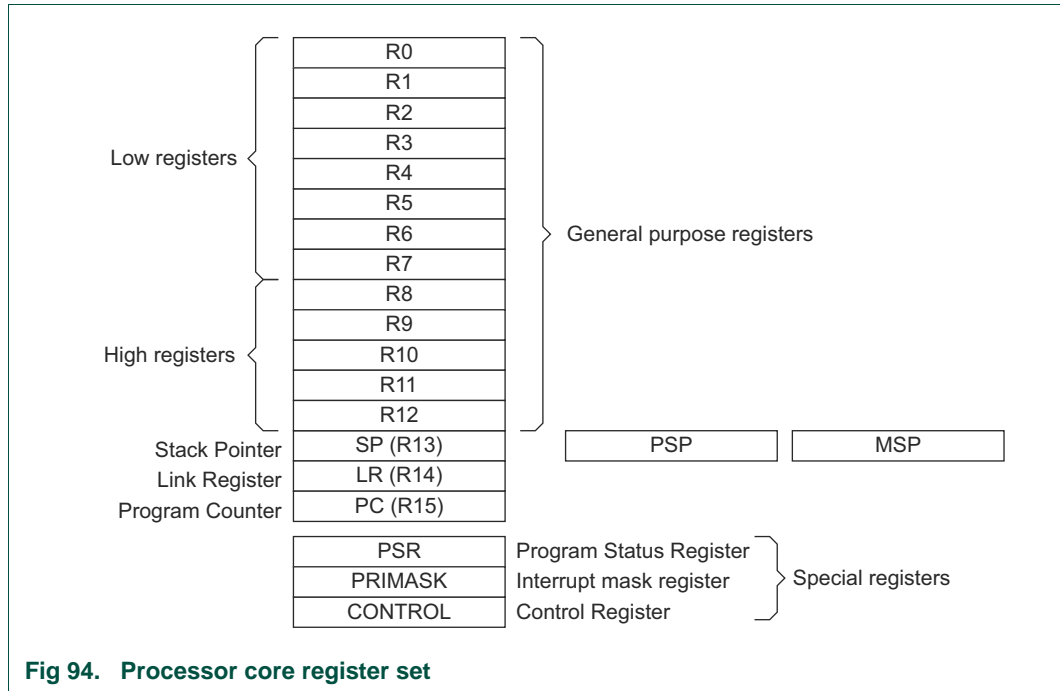 R0
R1
R2
R3
Low registers
R4
R5
R6
General purpose registers
R7
R8
R9
High registers
R10
R11
R12
Stack Pointer SP (R13) PSP MSP
Link Register LR (R14)
Program Counter PC (R15)
PSR Program Status Register
PRIMASK Interrupt mask register Special registers
CONTROL Control Register
Fig 94. Processor core register set